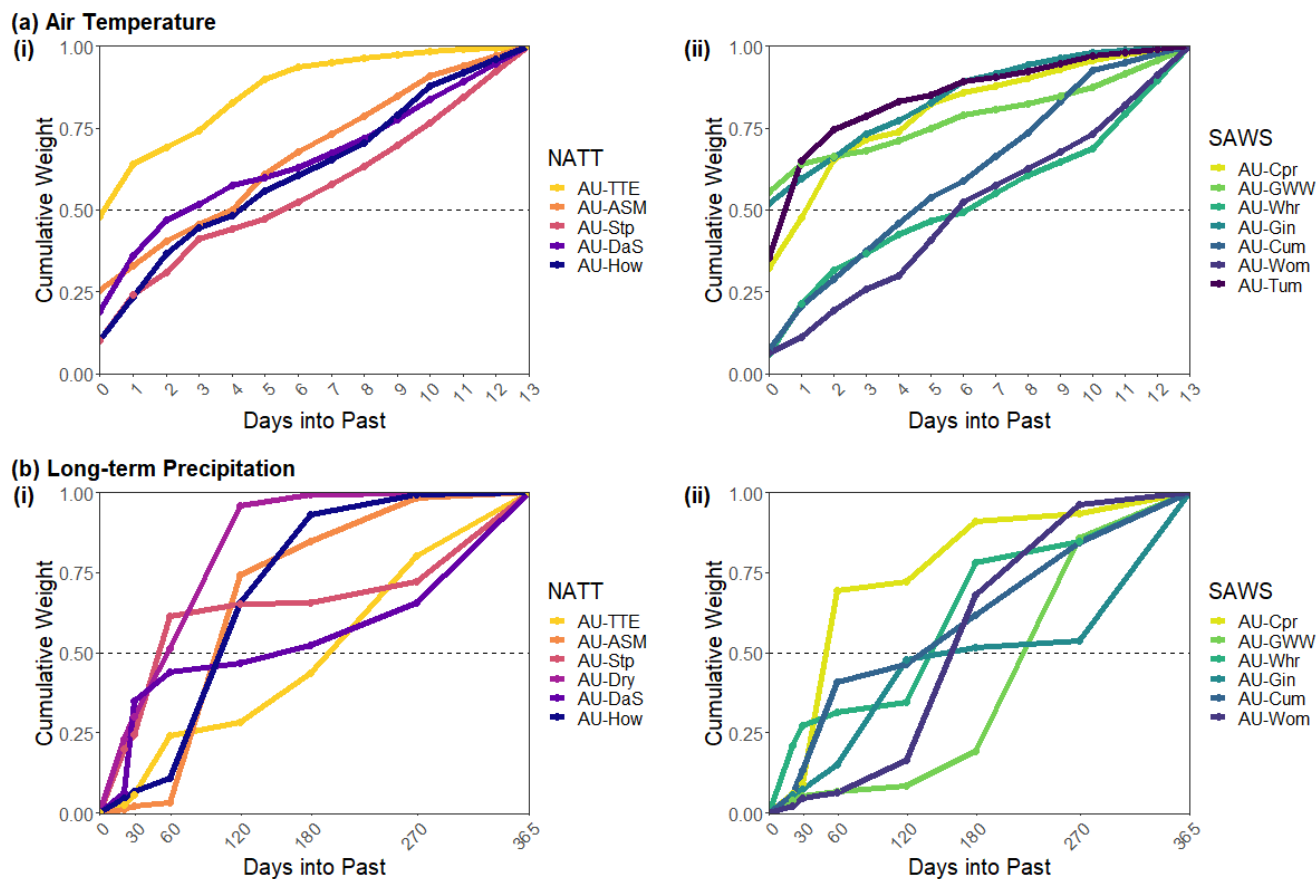 (a) Air Temperature
(i)
Cumulative Weight
1.00
0.75
0.50
0.25
0.00
0 1 2 3 4 5 6 7 8 9 10 11 12 13
Days into Past
NATT
AU-TTE
AU-ASM
AU-Stp
AU-DaS
AU-How
(ii)
Cumulative Weight
1.00
0.75
0.50
0.25
0.00
0 1 2 3 4 5 6 7 8 9 10 11 12 13
Days into Past
SAWS
AU-Cpr
AU-GWW
AU-Whr
AU-Gin
AU-Cum
AU-Wom
AU-Tum
(b) Long-term Precipitation
(i)
Cumulative Weight
1.00
0.75
0.50
0.25
0.00
0 30 60 120 180 270 365
Days into Past
NATT
AU-TTE
AU-ASM
AU-Stp
AU-Dry
AU-DaS
AU-How
(ii)
Cumulative Weight
1.00
0.75
0.50
0.25
0.00
0 30 60 120 180 270 365
Days into Past
SAWS
AU-Cpr
AU-GWW
AU-Whr
AU-Gin
AU-Cum
AU-Wom